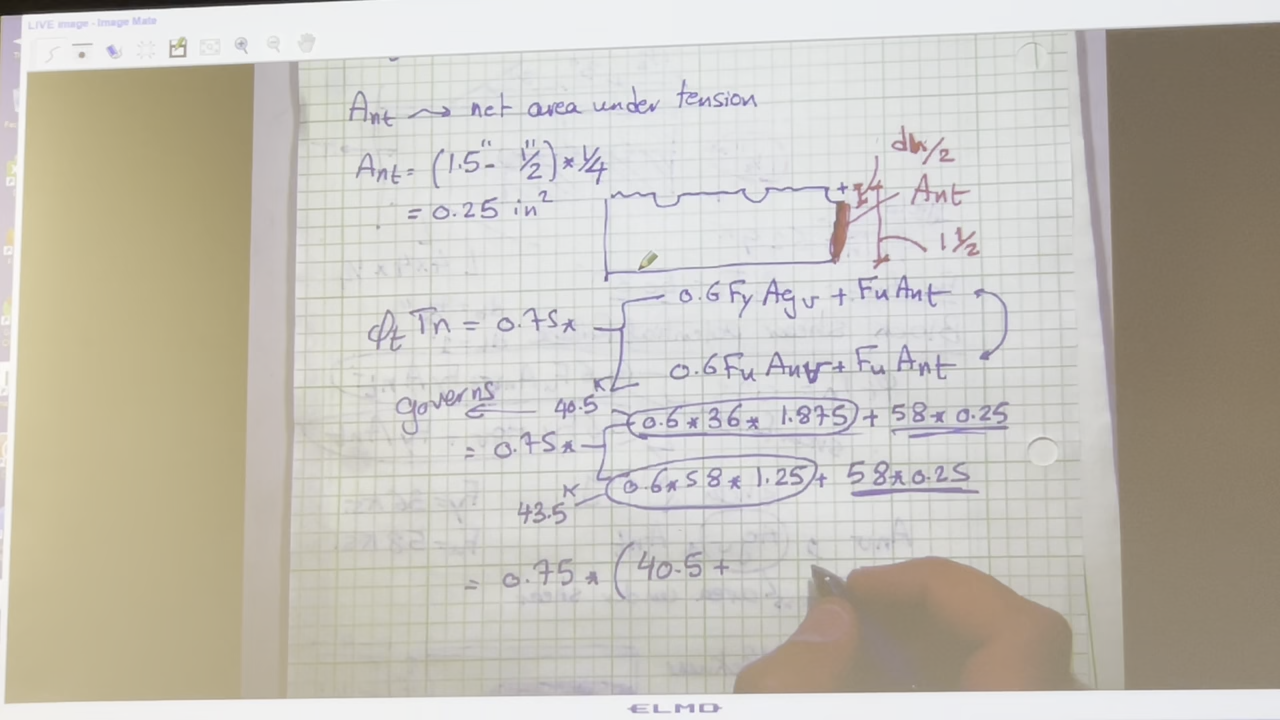 LIVE image - Image Mate
Ant → net area under tension
Ant = (1.5" - 1/2") * 1/4
= 0.25 in²
dh/2
Ant
1 1/2
φt Tn = 0.75 *
0.6 Fy Agv + Fu Ant
0.6 Fu Anv + Fu Ant
governs ← 40.5 K
= 0.75 *
0.6 * 36 * 1.875 + 58 * 0.25
0.6 * 58 * 1.25 + 58 * 0.25
43.5 K
= 0.75 * (40.5 +
ELMO